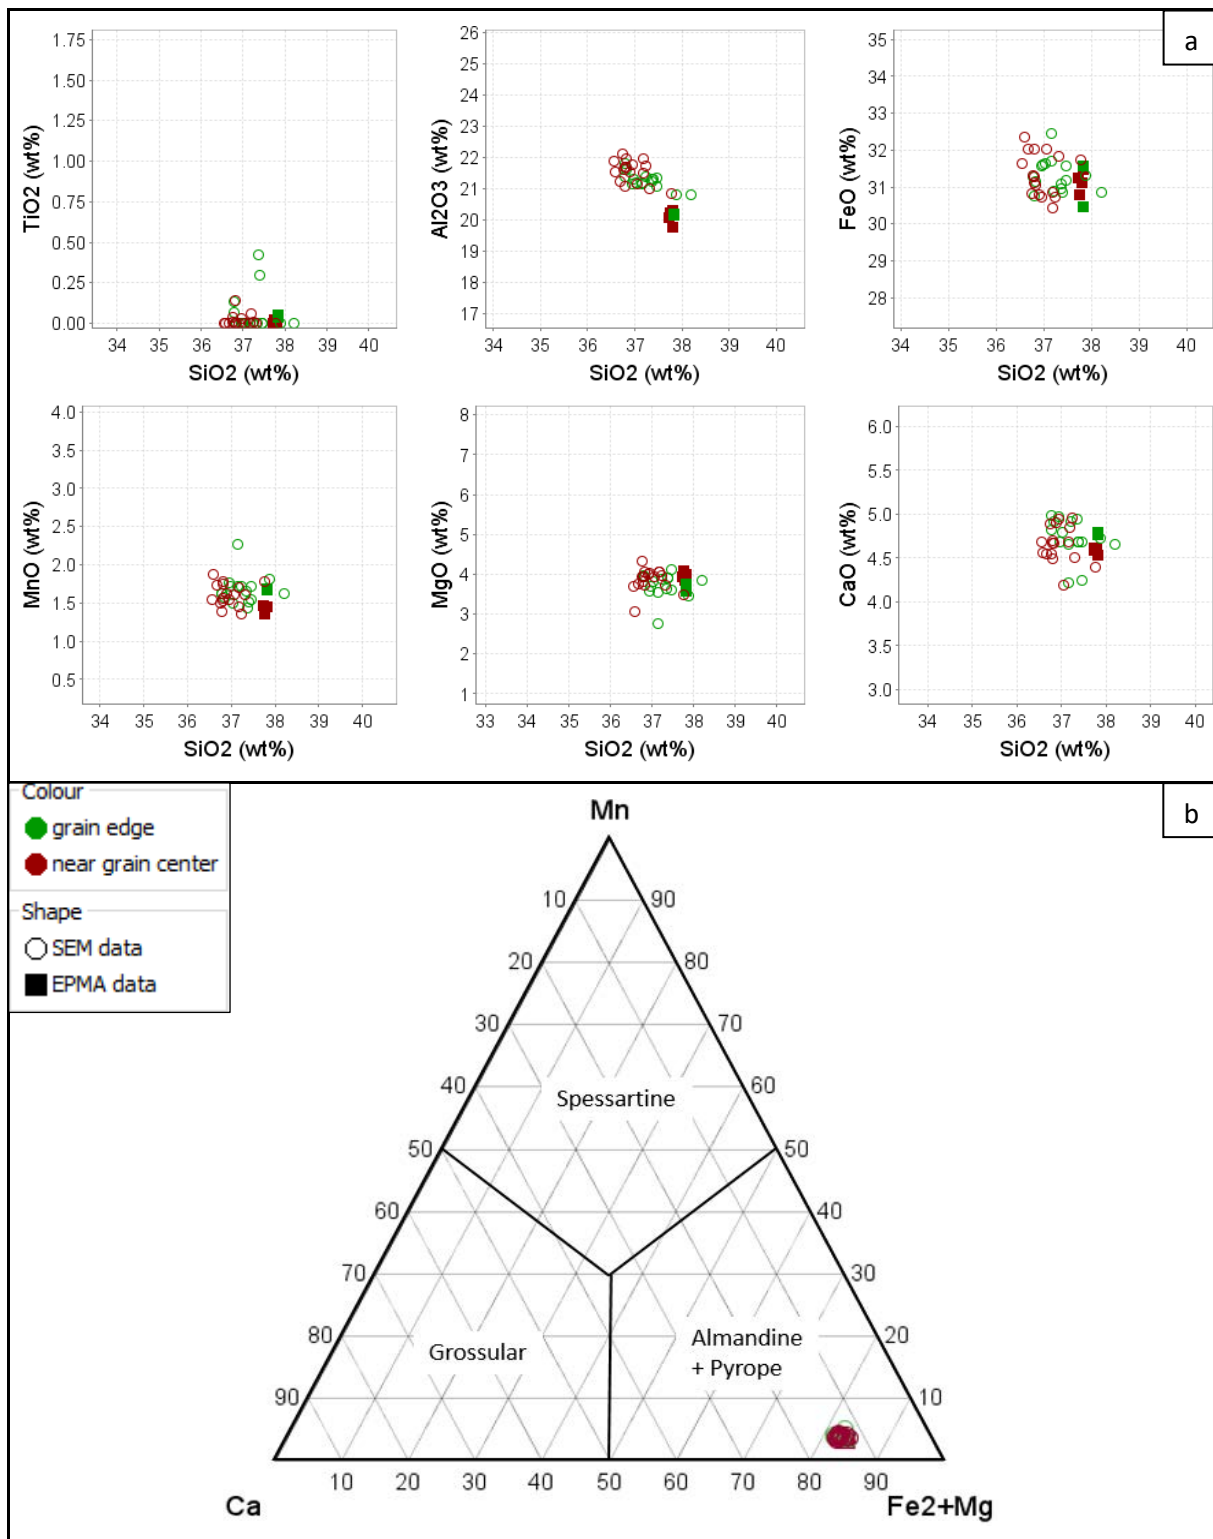 a
1.75
1.50
1.25
1.00
0.75
0.50
0.25
0.00
TiO2 (wt%)
34 35 36 37 38 39 40
SiO2 (wt%)
26
25
24
23
22
21
20
19
18
17
Al2O3 (wt%)
34 35 36 37 38 39 40
SiO2 (wt%)
35
34
33
32
31
30
29
28
FeO (wt%)
34 35 36 37 38 39 40
SiO2 (wt%)
4.0
3.5
3.0
2.5
2.0
1.5
1.0
0.5
MnO (wt%)
34 35 36 37 38 39 40
SiO2 (wt%)
8
7
6
5
4
3
2
1
MgO (wt%)
33 34 35 36 37 38 39 40
SiO2 (wt%)
6.0
5.5
5.0
4.5
4.0
3.5
3.0
CaO (wt%)
34 35 36 37 38 39 40
SiO2 (wt%)
b
Colour
grain edge
near grain center
Shape
SEM data
EPMA data
Mn
10 90
20 80
30 70
40 60
Spessartine
50 50
60 40
70 30
80 20
Grossular
Almandine
+ Pyrope
90 10
10 20 30 40 50 60 70 80 90
Ca
Fe2+Mg